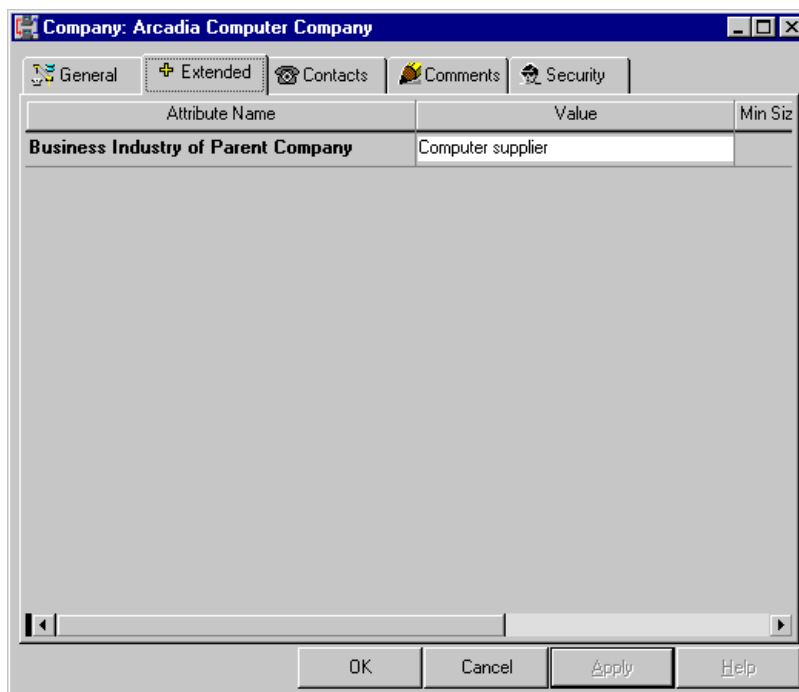 Company: Arcadia Computer Company
General Extended Contacts Comments Security
Attribute Name Value Min Siz
Business Industry of Parent Company Computer supplier
OK Cancel Apply Help